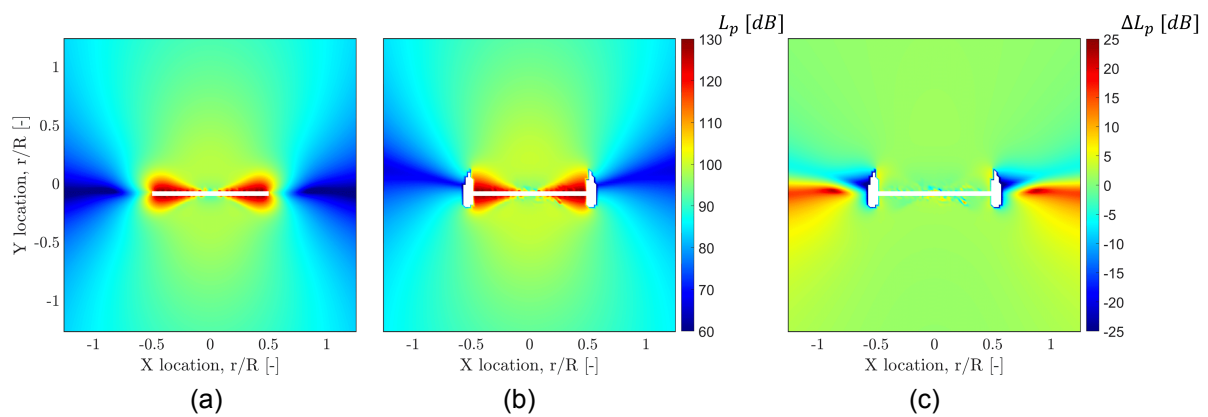 L_p [dB]
ΔL_p [dB]
130
120
110
100
90
80
70
60
25
20
15
10
5
0
-5
-10
-15
-20
-25
1
0.5
0
-0.5
-1
Y location, r/R [-]
-1 -0.5 0 0.5 1
-1 -0.5 0 0.5 1
-1 -0.5 0 0.5 1
X location, r/R [-]
X location, r/R [-]
X location, r/R [-]
(a)
(b)
(c)